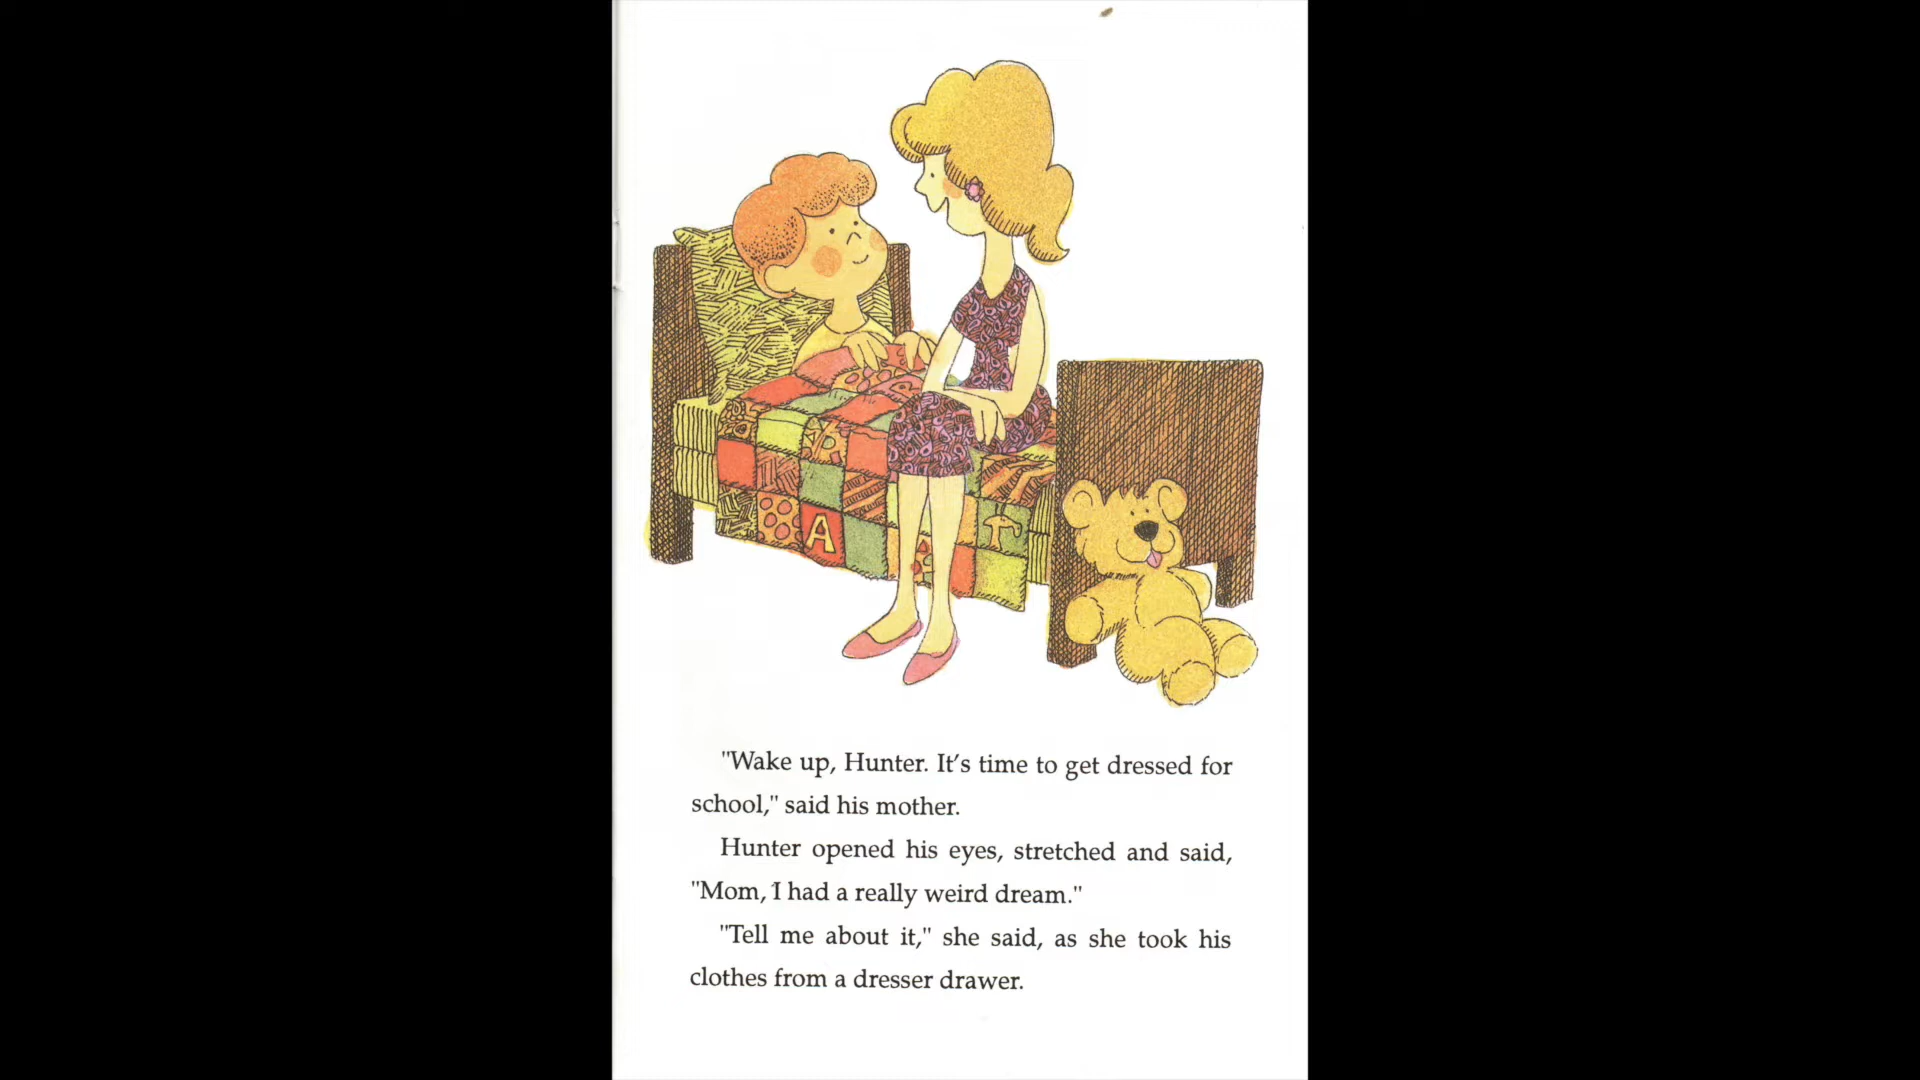 "Wake up, Hunter. It's time to get dressed for
school," said his mother.
Hunter opened his eyes, stretched and said,
"Mom, I had a really weird dream."
"Tell me about it," she said, as she took his
clothes from a dresser drawer.
A
T